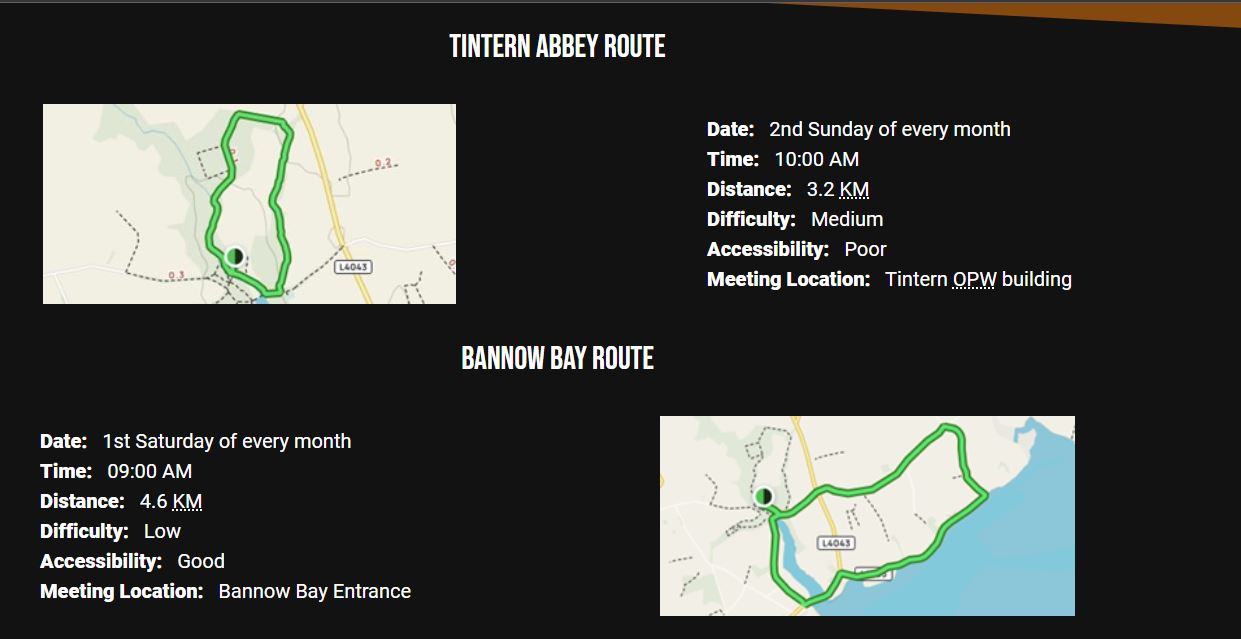 TINTERN ABBEY ROUTE
0.2
L4043
0.3
Date: 2nd Sunday of every month
Time: 10:00 AM
Distance: 3.2 KM
Difficulty: Medium
Accessibility: Poor
Meeting Location: Tintern OPW building
BANNOW BAY ROUTE
Date: 1st Saturday of every month
Time: 09:00 AM
Distance: 4.6 KM
Difficulty: Low
Accessibility: Good
Meeting Location: Bannow Bay Entrance
L4043